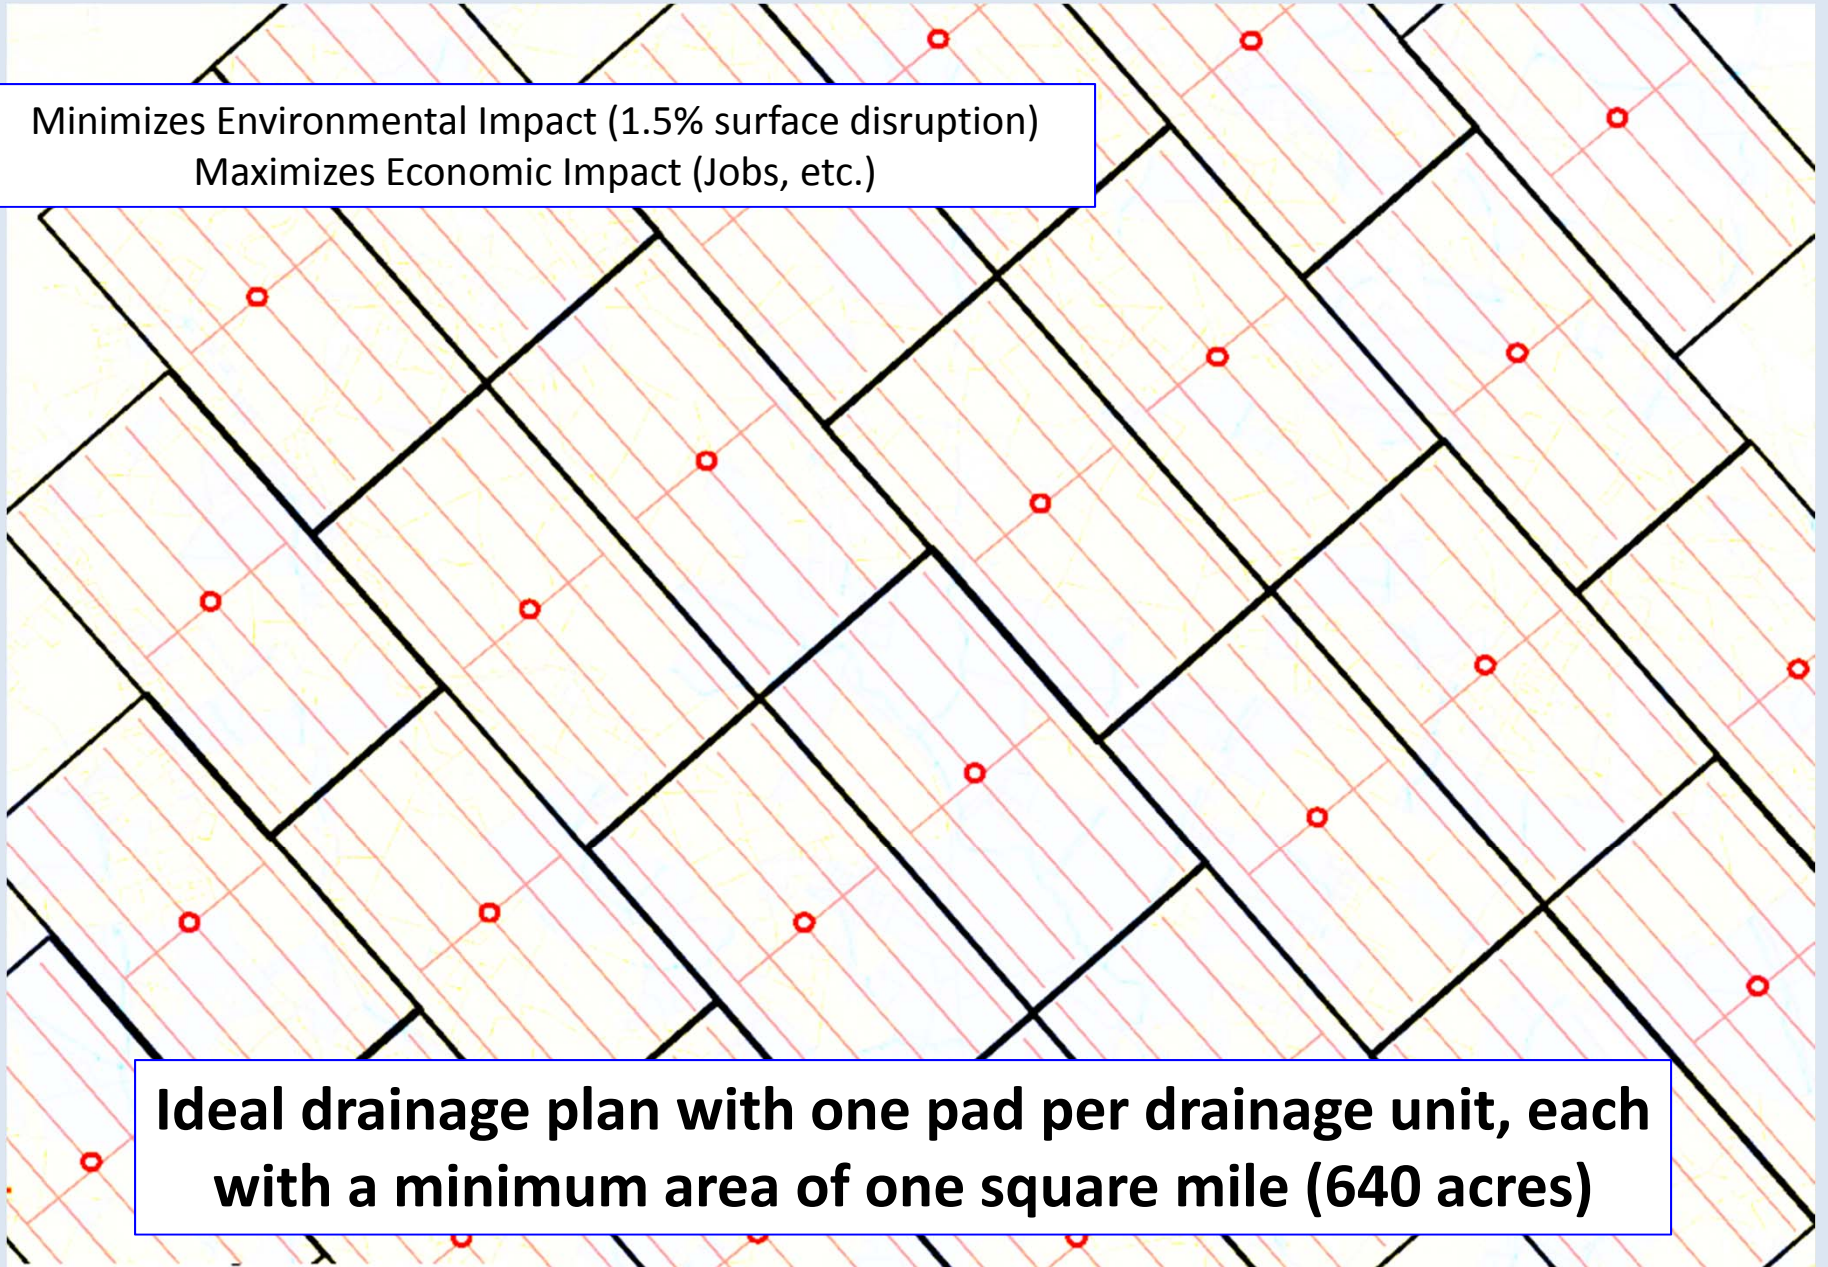 Minimizes Environmental Impact (1.5% surface disruption)
Maximizes Economic Impact (Jobs, etc.)
Ideal drainage plan with one pad per drainage unit, each
with a minimum area of one square mile (640 acres)